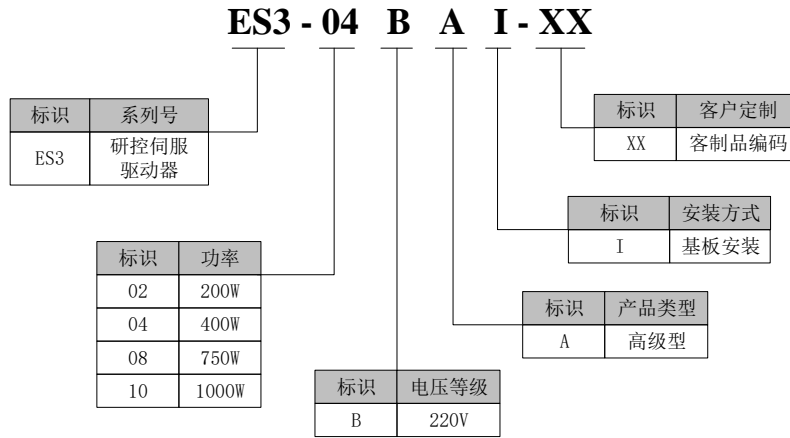 ES3 - 04 B A I - XX
标识 系列号
ES3 研控伺服
驱动器
标识 客户定制
XX 客制品编码
标识 安装方式
I 基板安装
标识 功率
02 200W
04 400W
08 750W
10 1000W
标识 产品类型
A 高级型
标识 电压等级
B 220V